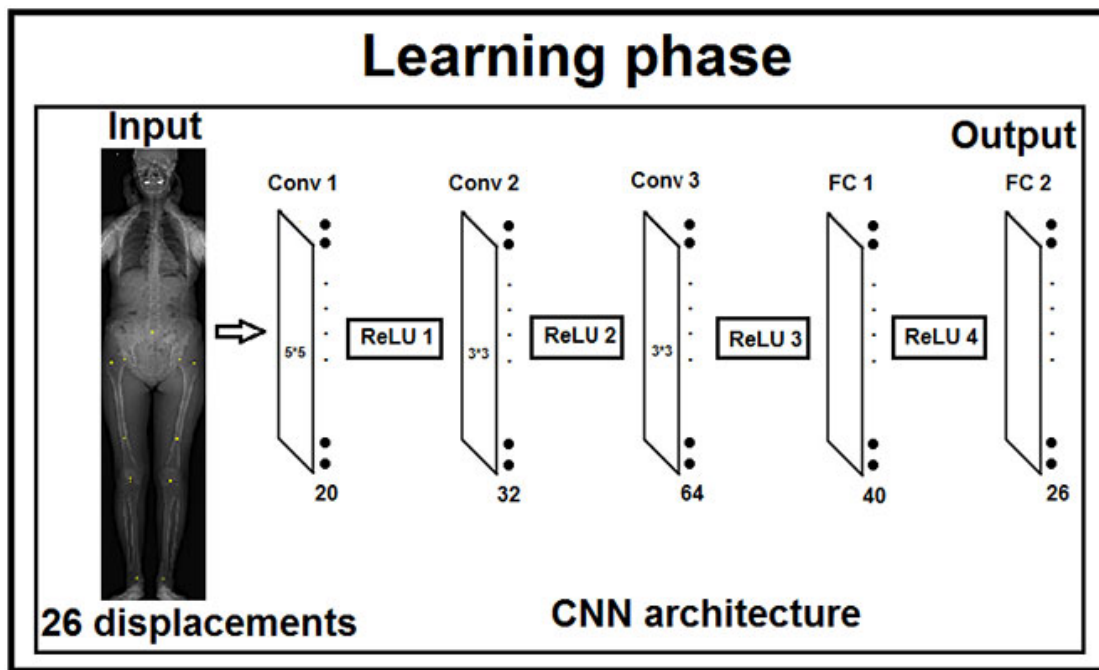 Learning phase
Input
Output
Conv 1
Conv 2
Conv 3
FC 1
FC 2
5*5
ReLU 1
3*3
ReLU 2
3*3
ReLU 3
ReLU 4
20
32
64
40
26
26 displacements
CNN architecture